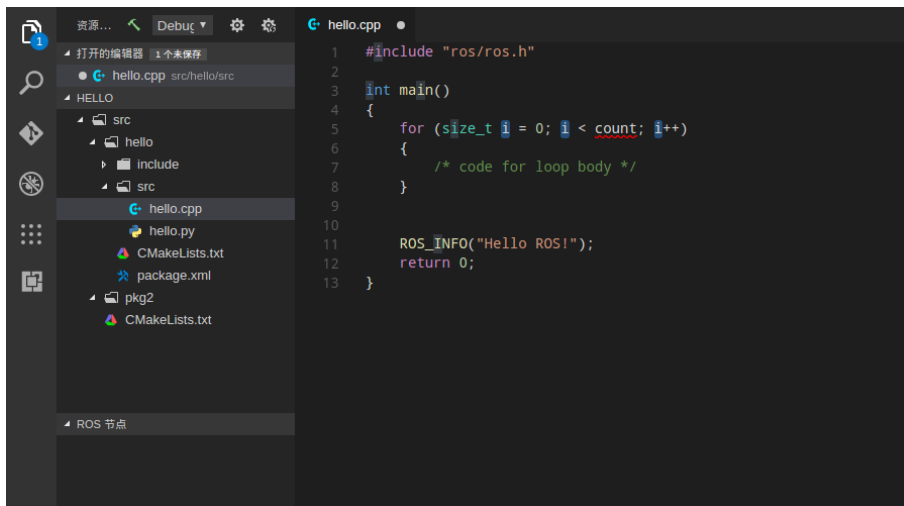 资源... Debug
打开的编辑器 1 个未保存
hello.cpp src/hello/src
HELLO
src
hello
include
src
hello.cpp
hello.py
CMakeLists.txt
package.xml
pkg2
CMakeLists.txt
ROS 节点
1
hello.cpp
1 #include "ros/ros.h"
2
3 int main()
4 {
5 for (size_t i = 0; i < count; i++)
6 {
7 /* code for loop body */
8 }
9
10
11 ROS_INFO("Hello ROS!");
12 return 0;
13 }